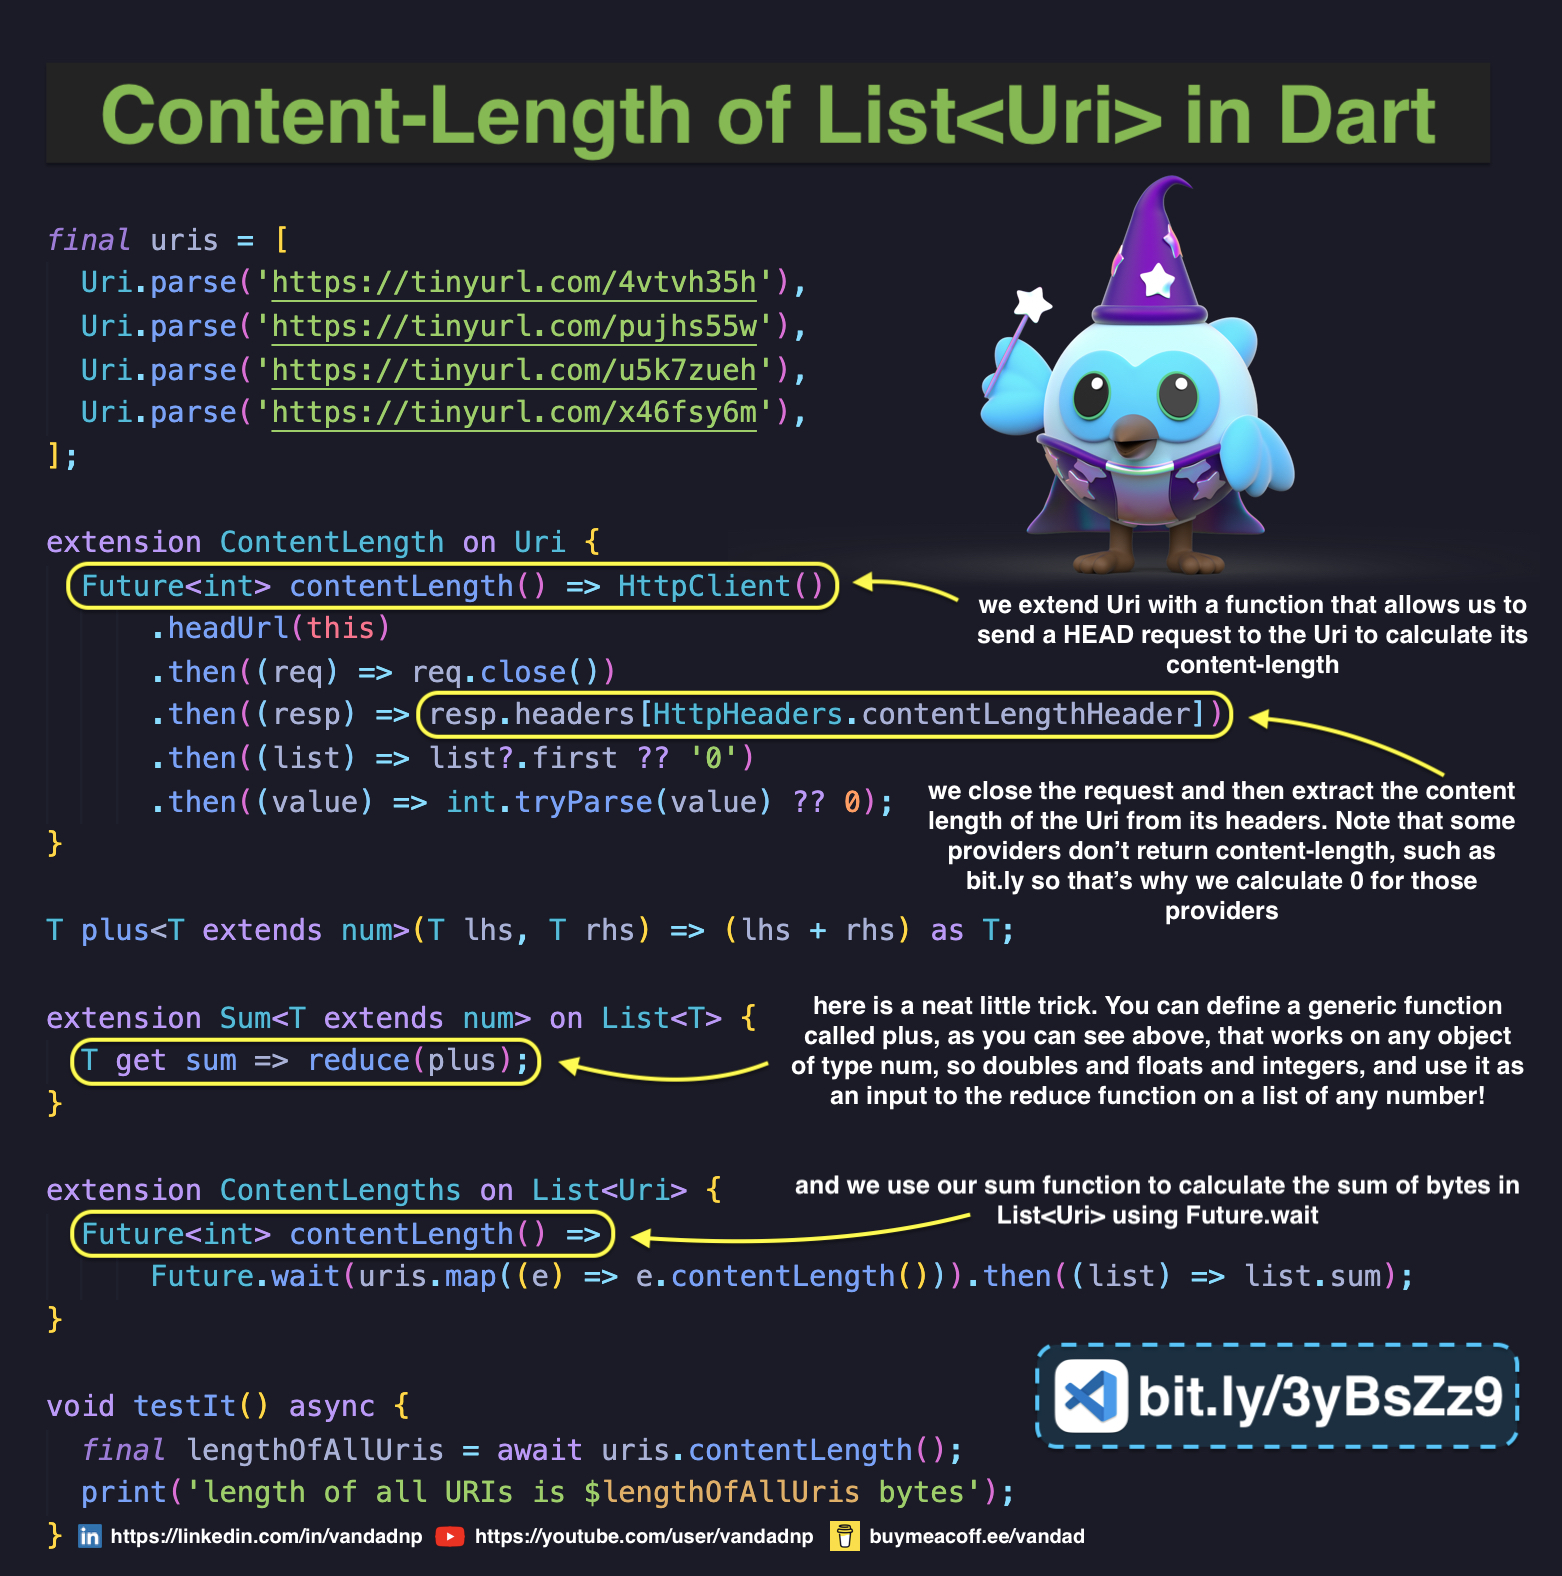 Content-Length of List<Uri> in Dart
final uris = [
  Uri.parse('https://tinyurl.com/4vtvh35h'),
  Uri.parse('https://tinyurl.com/pujhs55w'),
  Uri.parse('https://tinyurl.com/u5k7zueh'),
  Uri.parse('https://tinyurl.com/x46fsy6m'),
];
extension ContentLength on Uri {
  Future<int> contentLength() => HttpClient()
      .headUrl(this)
      .then((req) => req.close())
      .then((resp) => resp.headers[HttpHeaders.contentLengthHeader])
      .then((list) => list?.first ?? '0')
      .then((value) => int.tryParse(value) ?? 0);
}
we extend Uri with a function that allows us to
send a HEAD request to the Uri to calculate its
content-length
we close the request and then extract the content
length of the Uri from its headers. Note that some
providers don’t return content-length, such as
bit.ly so that’s why we calculate 0 for those
providers
T plus<T extends num>(T lhs, T rhs) => (lhs + rhs) as T;
extension Sum<T extends num> on List<T> {
  T get sum => reduce(plus);
}
here is a neat little trick. You can define a generic function
called plus, as you can see above, that works on any object
of type num, so doubles and floats and integers, and use it as
an input to the reduce function on a list of any number!
extension ContentLengths on List<Uri> {
  Future<int> contentLength() =>
      Future.wait(uris.map((e) => e.contentLength())).then((list) => list.sum);
}
and we use our sum function to calculate the sum of bytes in
List<Uri> using Future.wait
bit.ly/3yBsZz9
void testIt() async {
  final lengthOfAllUris = await uris.contentLength();
  print('length of all URIs is $lengthOfAllUris bytes');
}
in https://linkedin.com/in/vandadnp https://youtube.com/user/vandadnp buymeacoff.ee/vandad